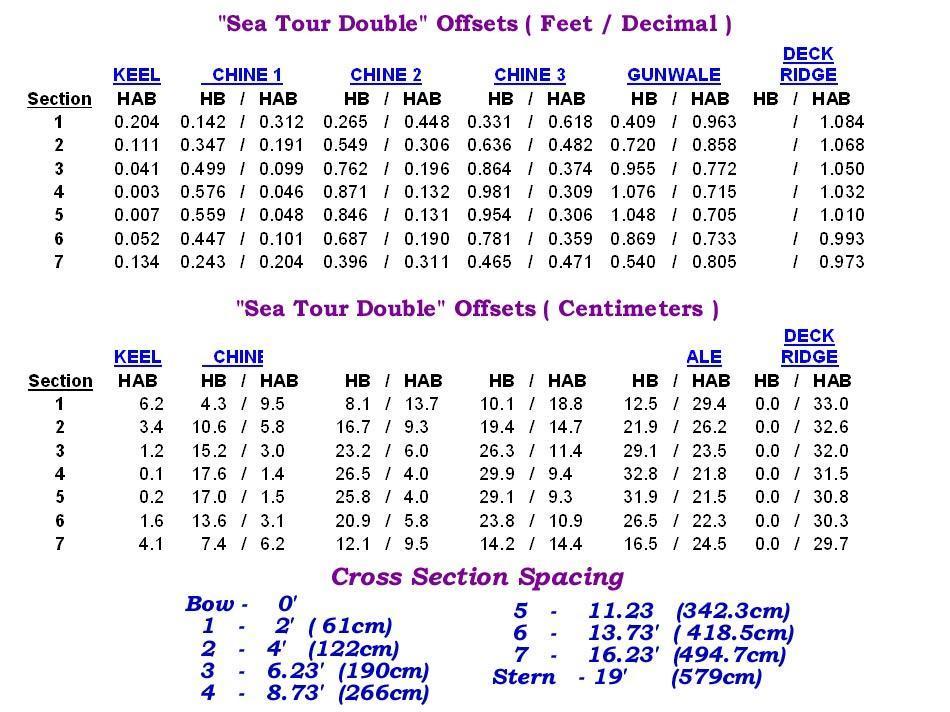 "Sea Tour Double" Offsets ( Feet / Decimal )
DECK
KEEL CHINE 1 CHINE 2 CHINE 3 GUNWALE RIDGE
Section HAB HB / HAB HB / HAB HB / HAB HB / HAB HB / HAB
1 0.204 0.142 / 0.312 0.265 / 0.448 0.331 / 0.618 0.409 / 0.963 / 1.084
2 0.111 0.347 / 0.191 0.549 / 0.306 0.636 / 0.482 0.720 / 0.858 / 1.068
3 0.041 0.499 / 0.099 0.762 / 0.196 0.864 / 0.374 0.955 / 0.772 / 1.050
4 0.003 0.576 / 0.046 0.871 / 0.132 0.981 / 0.309 1.076 / 0.715 / 1.032
5 0.007 0.559 / 0.048 0.846 / 0.131 0.954 / 0.306 1.048 / 0.705 / 1.010
6 0.052 0.447 / 0.101 0.687 / 0.190 0.781 / 0.359 0.869 / 0.733 / 0.993
7 0.134 0.243 / 0.204 0.396 / 0.311 0.465 / 0.471 0.540 / 0.805 / 0.973
"Sea Tour Double" Offsets ( Centimeters )
DECK
KEEL CHINE ALE RIDGE
Section HAB HB / HAB HB / HAB HB / HAB HB / HAB HB / HAB
1 6.2 4.3 / 9.5 8.1 / 13.7 10.1 / 18.8 12.5 / 29.4 0.0 / 33.0
2 3.4 10.6 / 5.8 16.7 / 9.3 19.4 / 14.7 21.9 / 26.2 0.0 / 32.6
3 1.2 15.2 / 3.0 23.2 / 6.0 26.3 / 11.4 29.1 / 23.5 0.0 / 32.0
4 0.1 17.6 / 1.4 26.5 / 4.0 29.9 / 9.4 32.8 / 21.8 0.0 / 31.5
5 0.2 17.0 / 1.5 25.8 / 4.0 29.1 / 9.3 31.9 / 21.5 0.0 / 30.8
6 1.6 13.6 / 3.1 20.9 / 5.8 23.8 / 10.9 26.5 / 22.3 0.0 / 30.3
7 4.1 7.4 / 6.2 12.1 / 9.5 14.2 / 14.4 16.5 / 24.5 0.0 / 29.7
Cross Section Spacing
Bow - 0'
1 - 2' ( 61cm)
2 - 4' (122cm)
3 - 6.23' (190cm)
4 - 8.73' (266cm)
5 - 11.23 (342.3cm)
6 - 13.73' ( 418.5cm)
7 - 16.23' (494.7cm)
Stern - 19' (579cm)